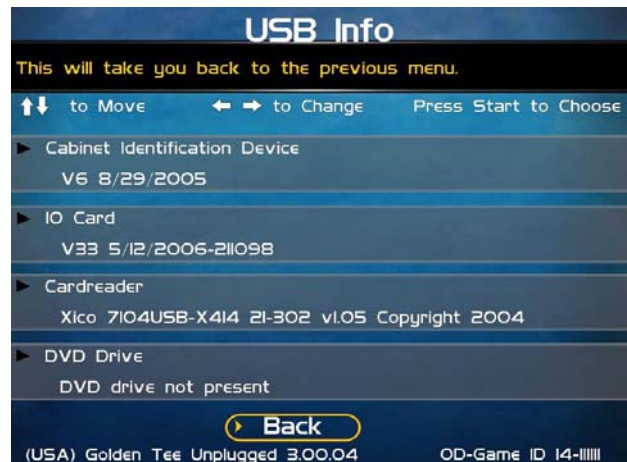 USB Info
This will take you back to the previous menu.
to Move to Change Press Start to Choose
Cabinet Identification Device
V6 8/29/2005
IO Card
V33 5/12/2006-211098
Cardreader
Xico 7104USB-X414 21-302 v1.05 Copyright 2004
DVD Drive
DVD drive not present
Back
(USA) Golden Tee Unplugged 3.00.04 OD-Game ID 14-111111